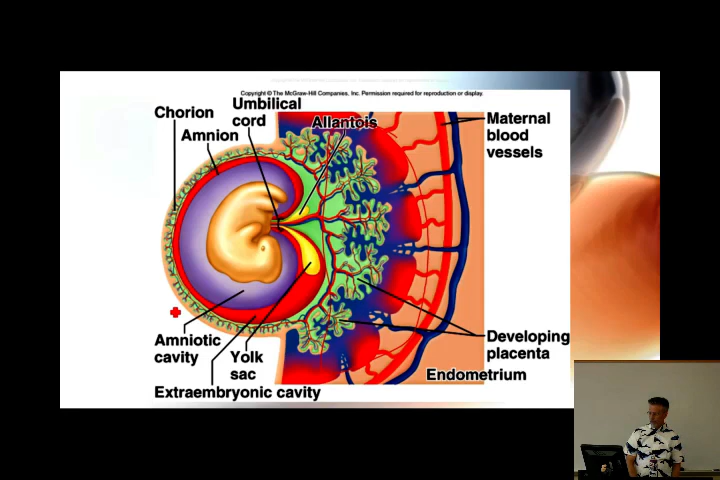 Copyright © The McGraw-Hill Companies, Inc. Permission required for reproduction or display.
Chorion
Umbilical
cord
Amnion
Allantois
Maternal
blood
vessels
Amniotic
cavity
Yolk
sac
Extraembryonic cavity
Developing
placenta
Endometrium